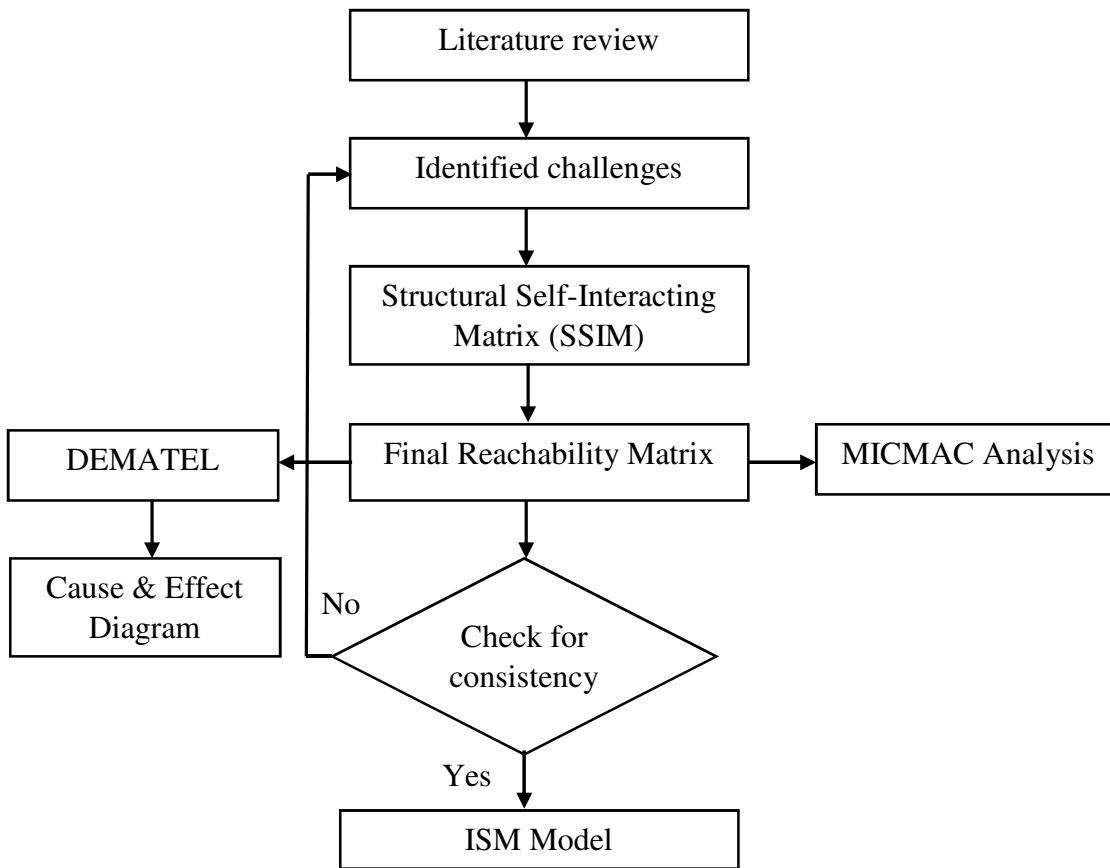 Literature review
Identified challenges
Structural Self-Interacting
Matrix (SSIM)
DEMATEL
Final Reachability Matrix
MICMAC Analysis
Cause & Effect
Diagram
No
Check for
consistency
Yes
ISM Model